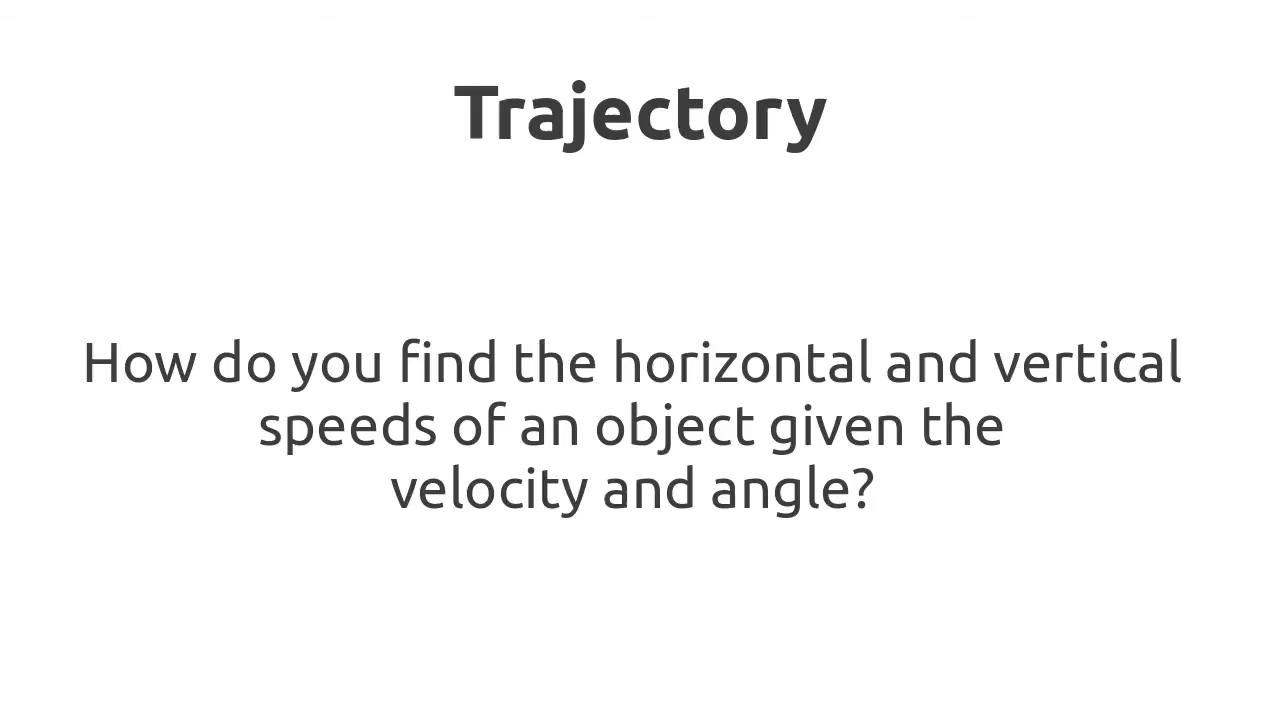 Trajectory
How do you find the horizontal and vertical
speeds of an object given the
velocity and angle?